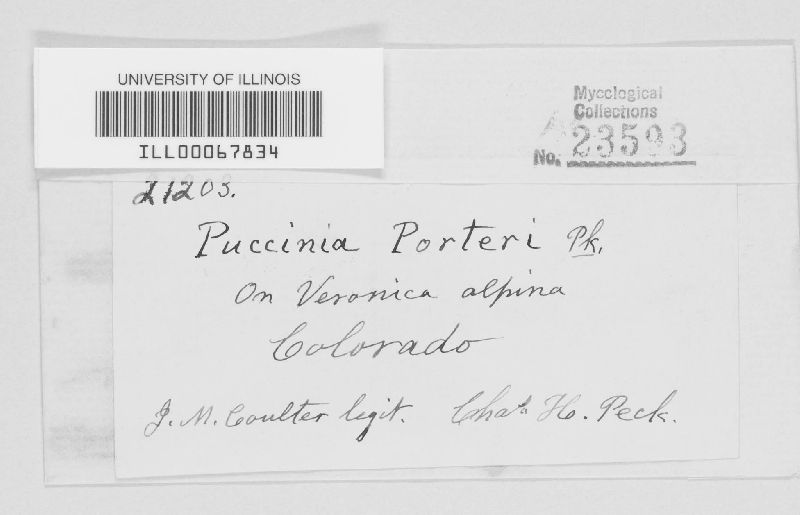 UNIVERSITY OF ILLINOIS
ILL00067834
Mycological
Collections
No. 23593
21203.
Puccinia Porteri Pk.
On Veronica alpina
Colorado
J. M. Coulter legit. Chas. H. Peck.